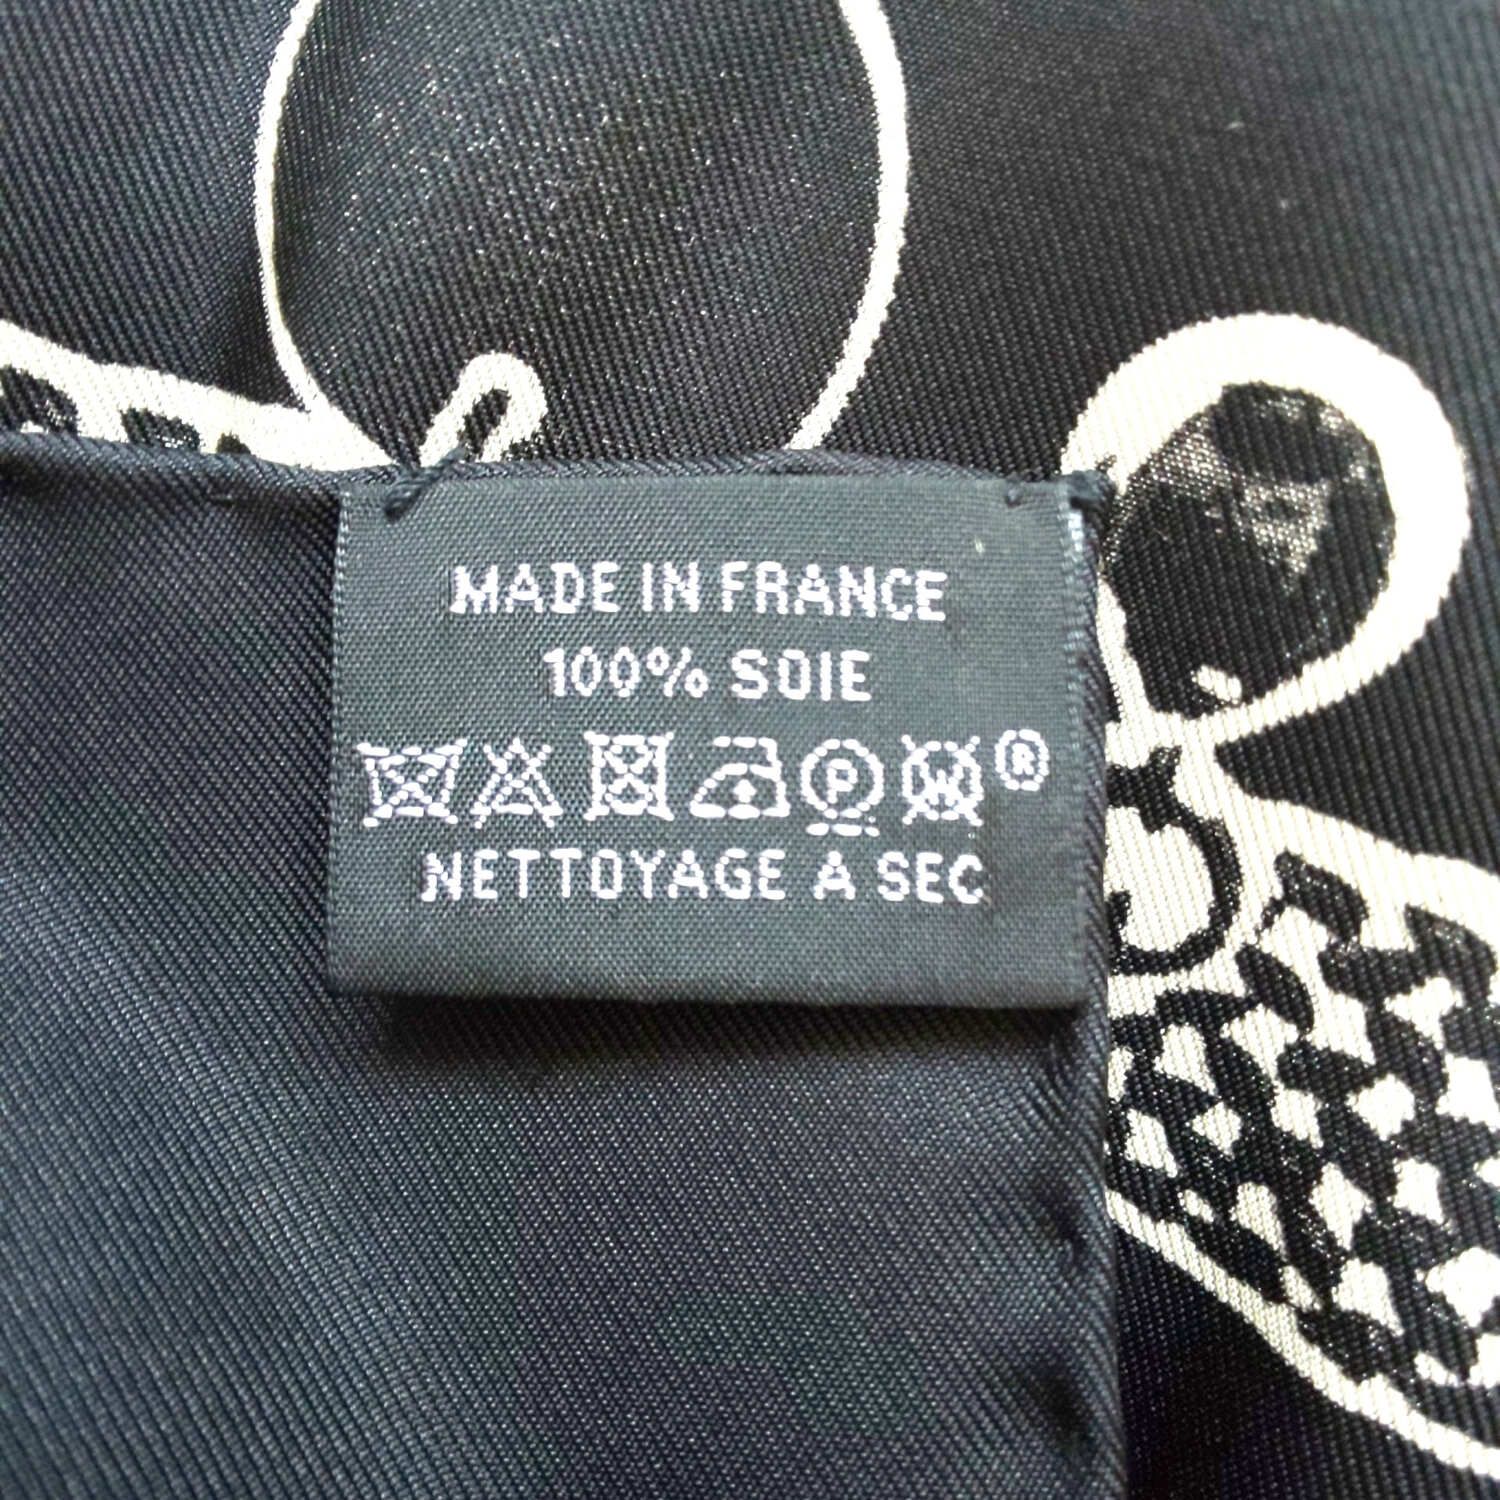 MADE IN FRANCE
100% SOIE
P W ®
NETTOYAGE A SEC